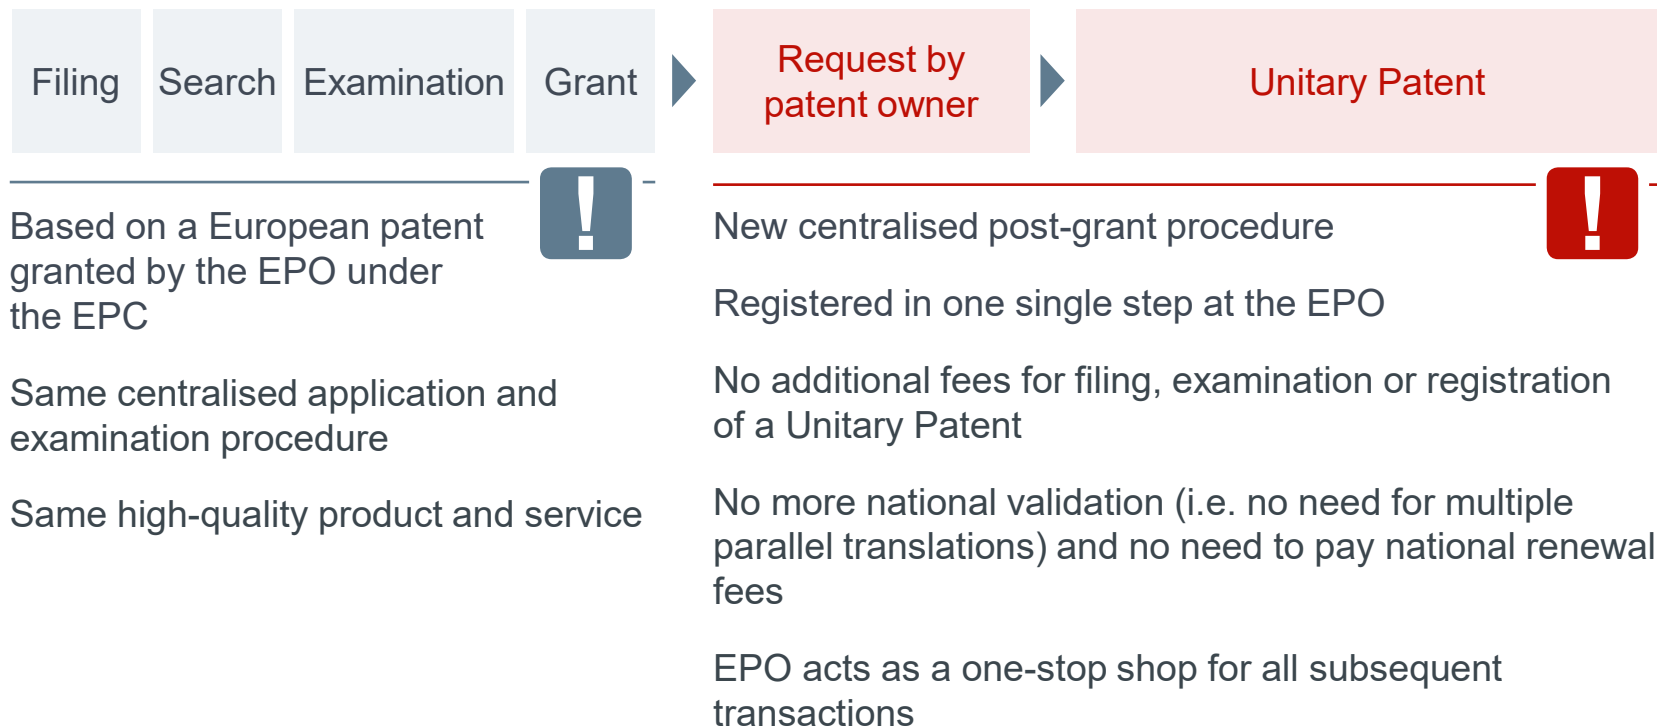 Filing
Search
Examination
Grant
Request by
patent owner
Unitary Patent
!
Based on a European patent
granted by the EPO under
the EPC
Same centralised application and
examination procedure
Same high-quality product and service
!
New centralised post-grant procedure
Registered in one single step at the EPO
No additional fees for filing, examination or registration
of a Unitary Patent
No more national validation (i.e. no need for multiple
parallel translations) and no need to pay national renewal
fees
EPO acts as a one-stop shop for all subsequent
transactions